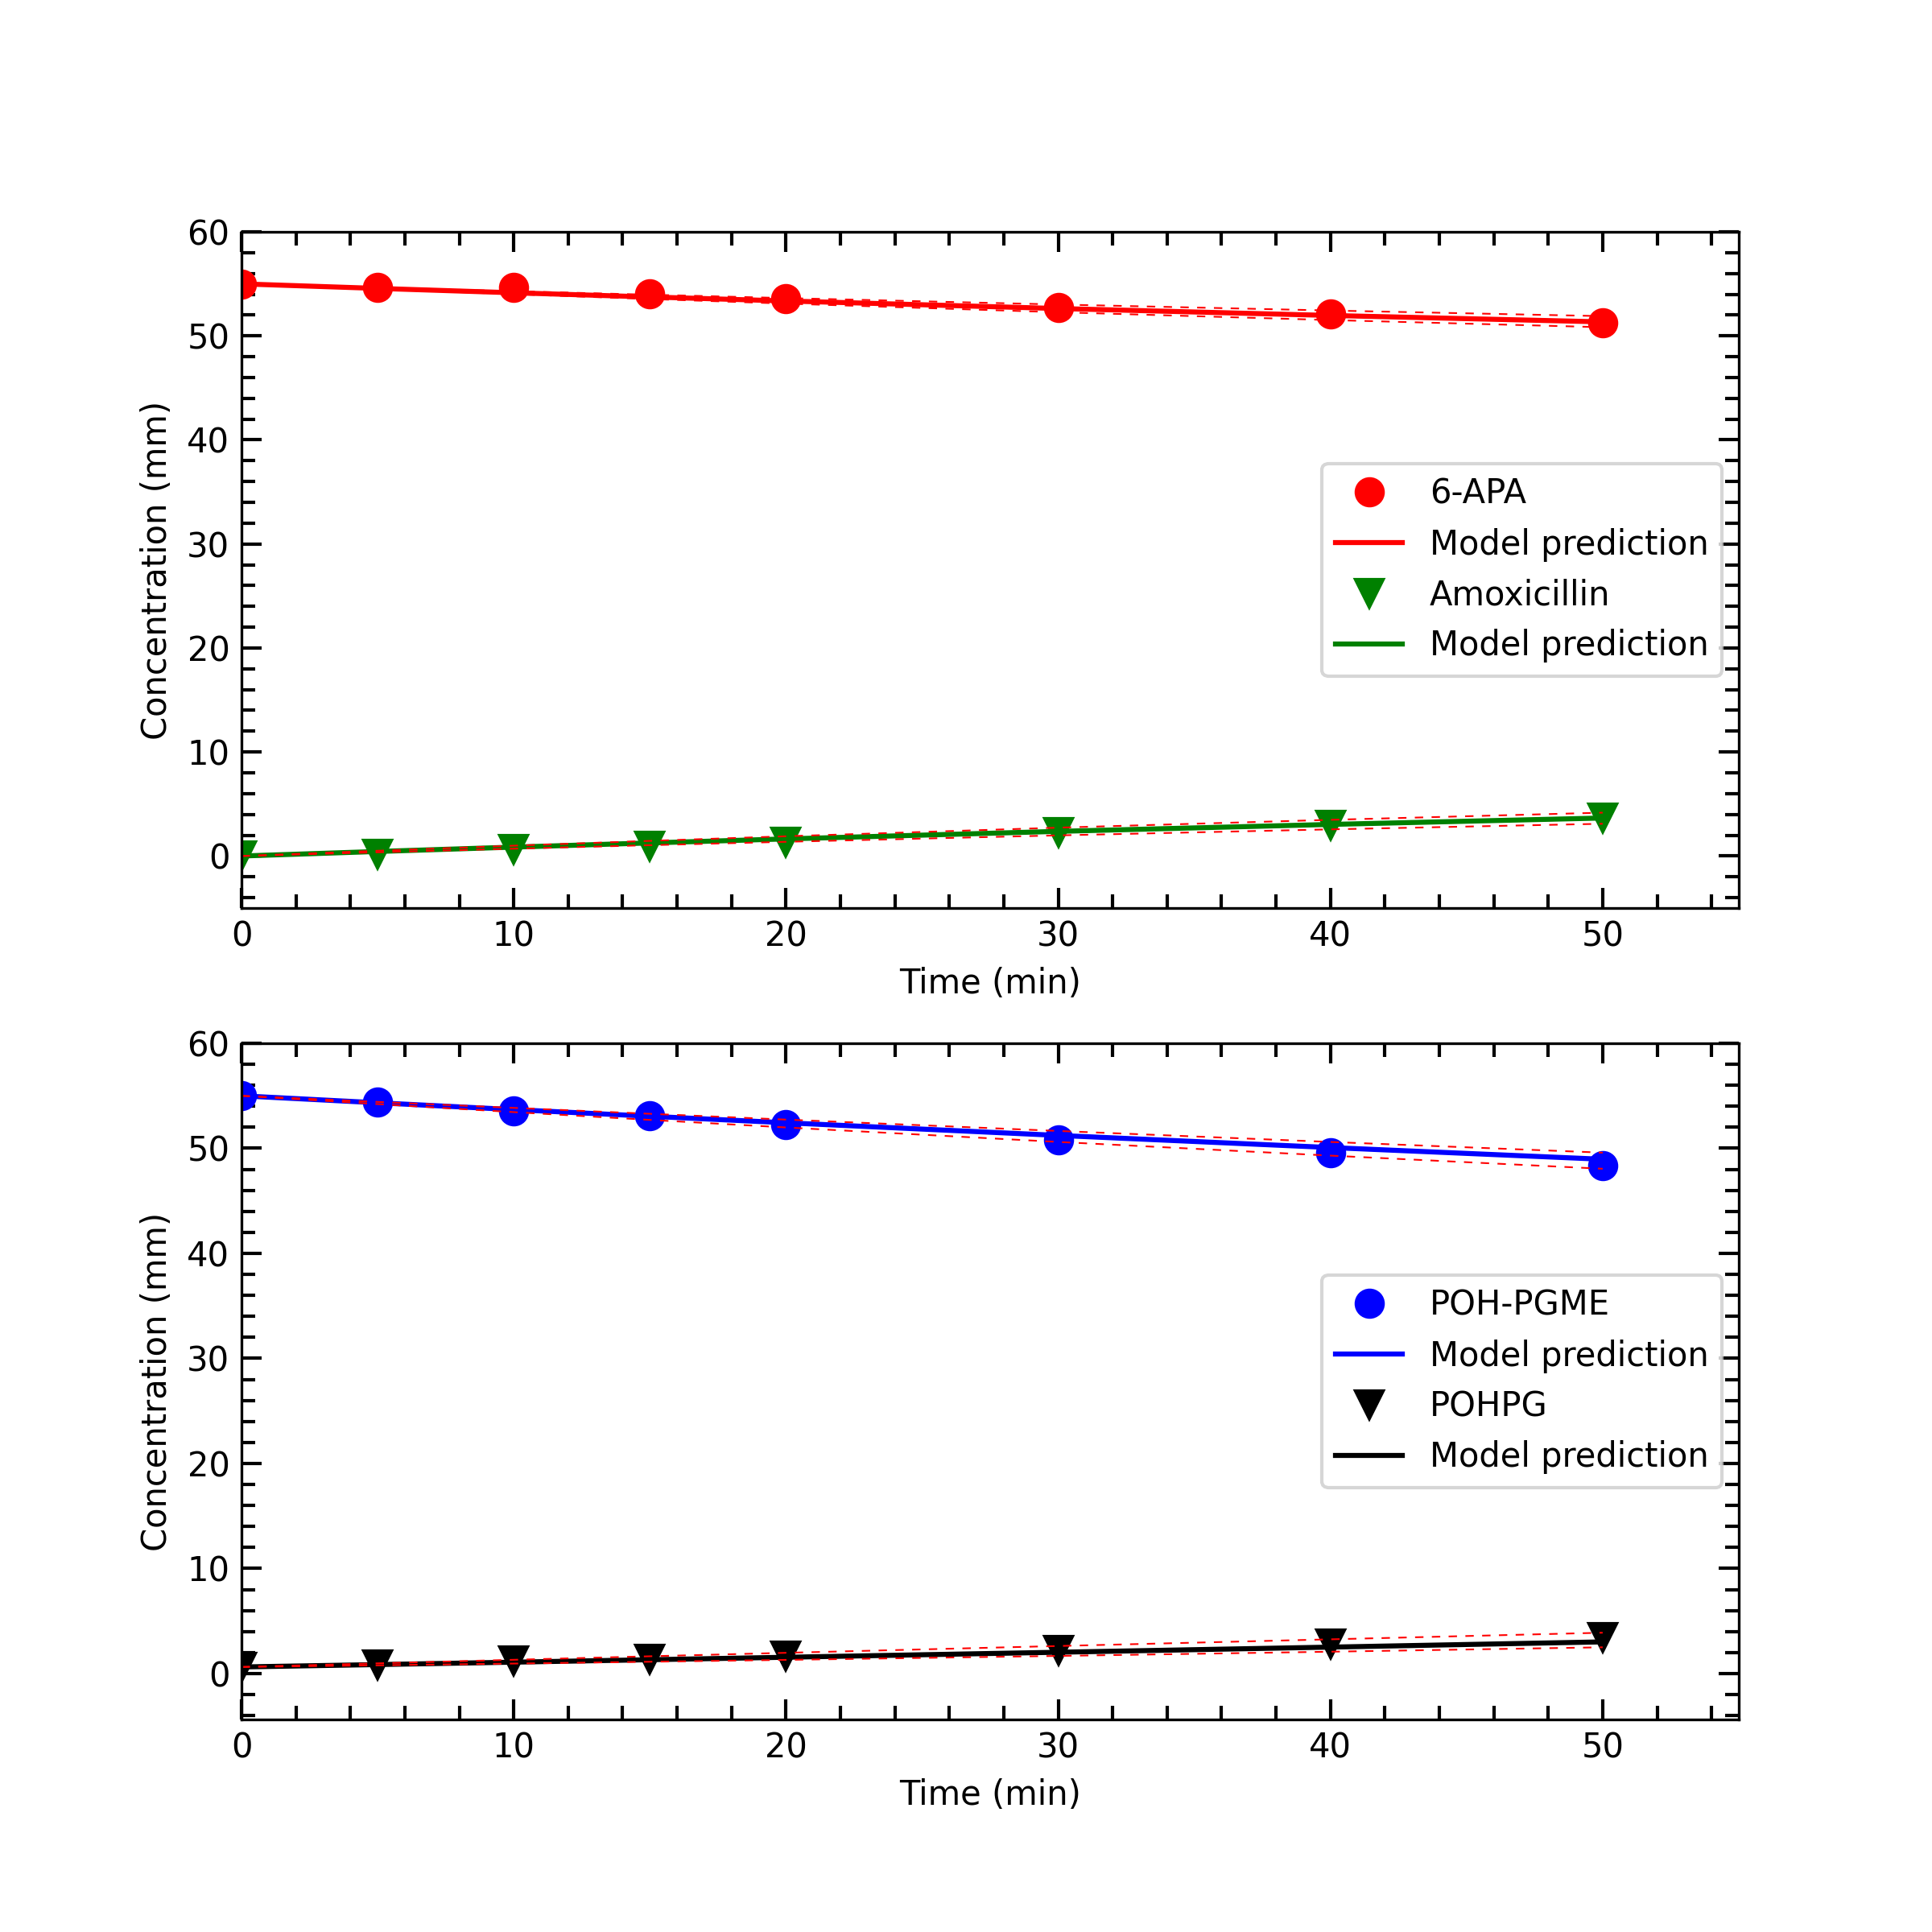 60
50
40
30
20
10
0
Concentration (mm)
6-APA
Model prediction
Amoxicillin
Model prediction
0 10 20 30 40 50
Time (min)
60
50
40
30
20
10
0
Concentration (mm)
POH-PGME
Model prediction
POHPG
Model prediction
0 10 20 30 40 50
Time (min)